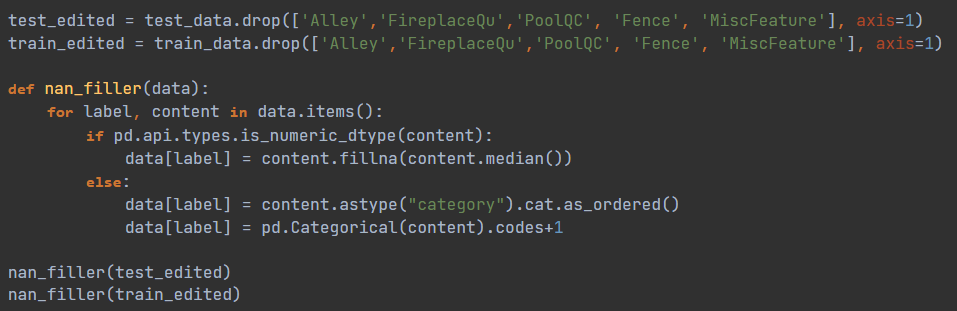 test_edited = test_data.drop(['Alley','FireplaceQu','PoolQC', 'Fence', 'MiscFeature'], axis=1)
train_edited = train_data.drop(['Alley','FireplaceQu','PoolQC', 'Fence', 'MiscFeature'], axis=1)
def nan_filler(data):
    for label, content in data.items():
        if pd.api.types.is_numeric_dtype(content):
            data[label] = content.fillna(content.median())
        else:
            data[label] = content.astype("category").cat.as_ordered()
            data[label] = pd.Categorical(content).codes+1
nan_filler(test_edited)
nan_filler(train_edited)